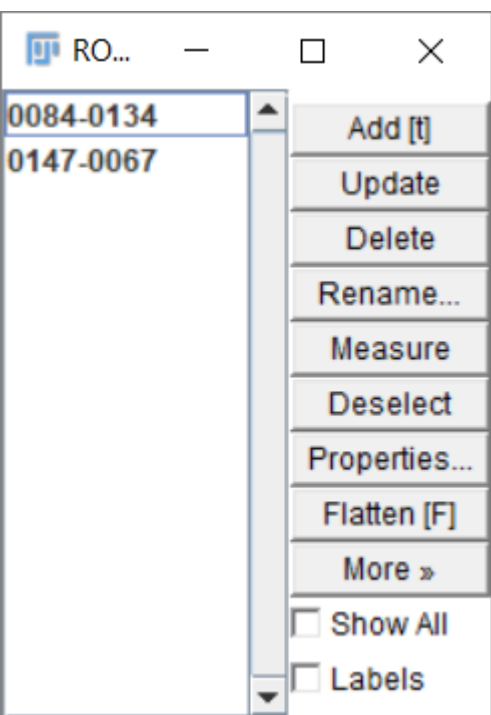 RO...
0084-0134
0147-0067
Add [t]
Update
Delete
Rename...
Measure
Deselect
Properties...
Flatten [F]
More »
Show All
Labels